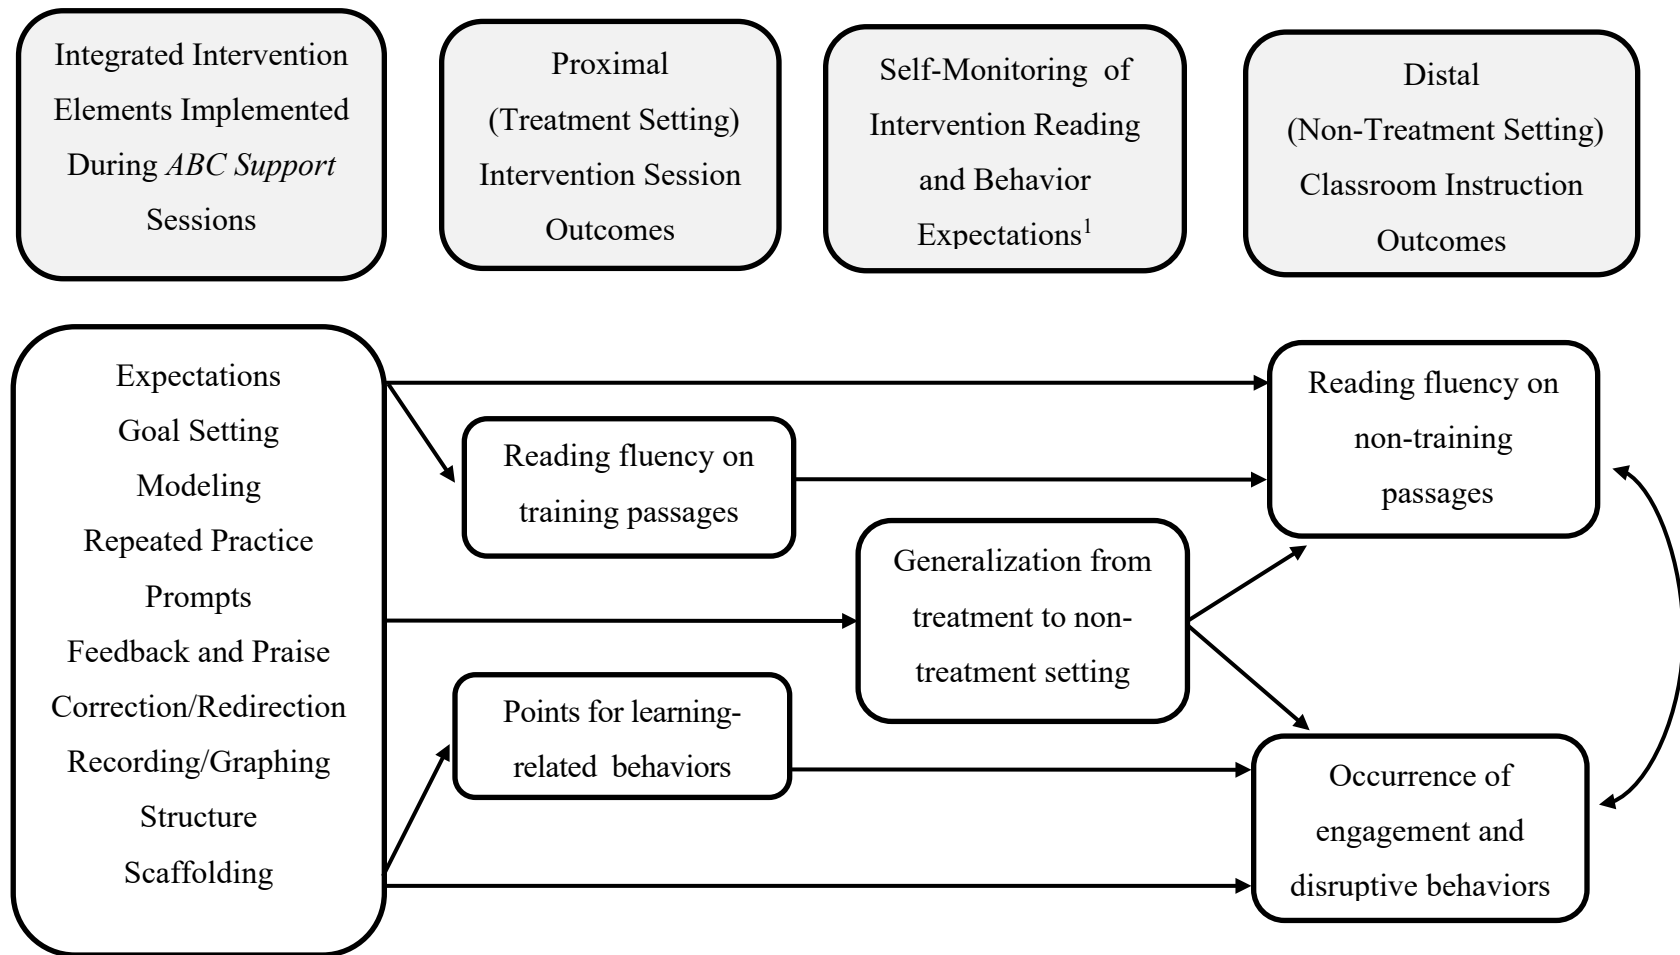 Integrated Intervention
Elements Implemented
During ABC Support
Sessions
Proximal
(Treatment Setting)
Intervention Session
Outcomes
Self-Monitoring of
Intervention Reading
and Behavior
Expectations¹
Distal
(Non-Treatment Setting)
Classroom Instruction
Outcomes
Expectations
Goal Setting
Modeling
Repeated Practice
Prompts
Feedback and Praise
Correction/Redirection
Recording/Graphing
Structure
Scaffolding
Reading fluency on
training passages
Points for learning-
related behaviors
Generalization from
treatment to non-
treatment setting
Reading fluency on
non-training
passages
Occurrence of
engagement and
disruptive behaviors